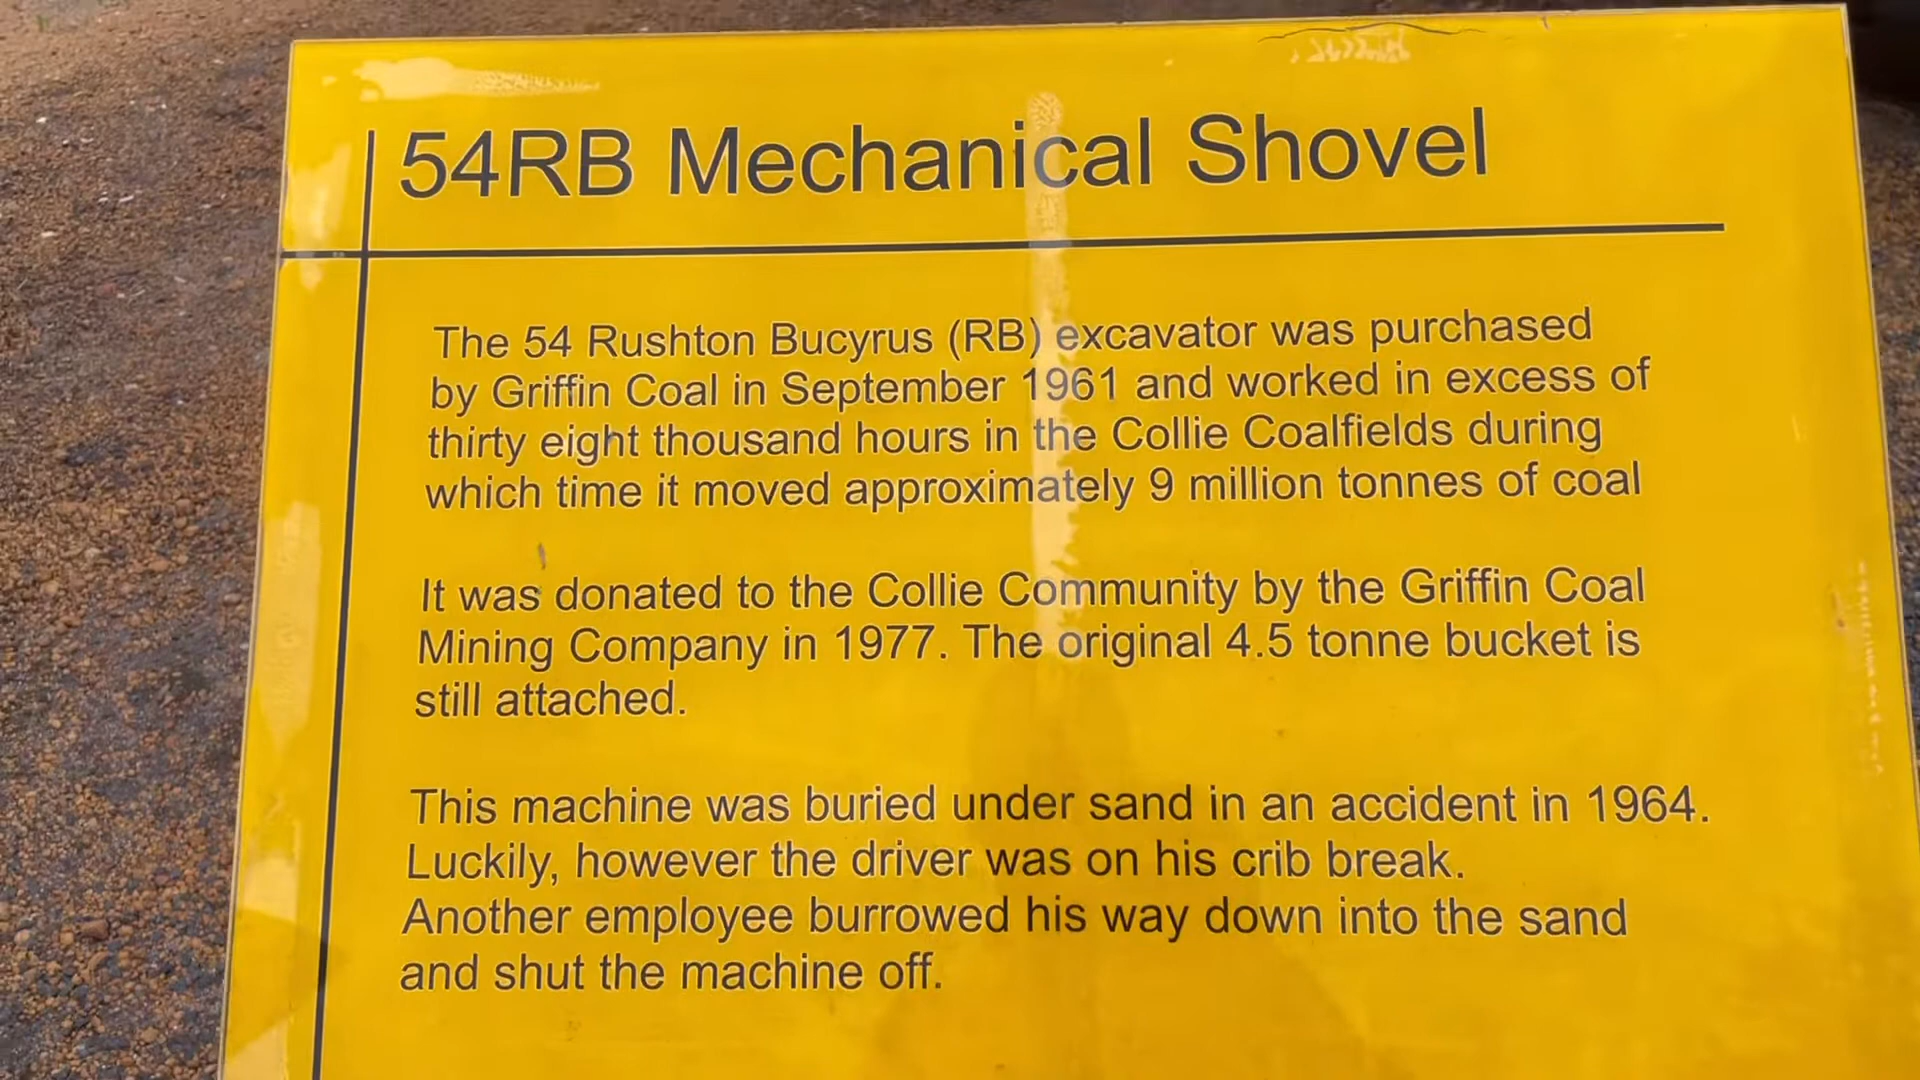 54RB Mechanical Shovel
The 54 Rushton Bucyrus (RB) excavator was purchased
by Griffin Coal in September 1961 and worked in excess of
thirty eight thousand hours in the Collie Coalfields during
which time it moved approximately 9 million tonnes of coal
It was donated to the Collie Community by the Griffin Coal
Mining Company in 1977. The original 4.5 tonne bucket is
still attached.
This machine was buried under sand in an accident in 1964.
Luckily, however the driver was on his crib break.
Another employee burrowed his way down into the sand
and shut the machine off.